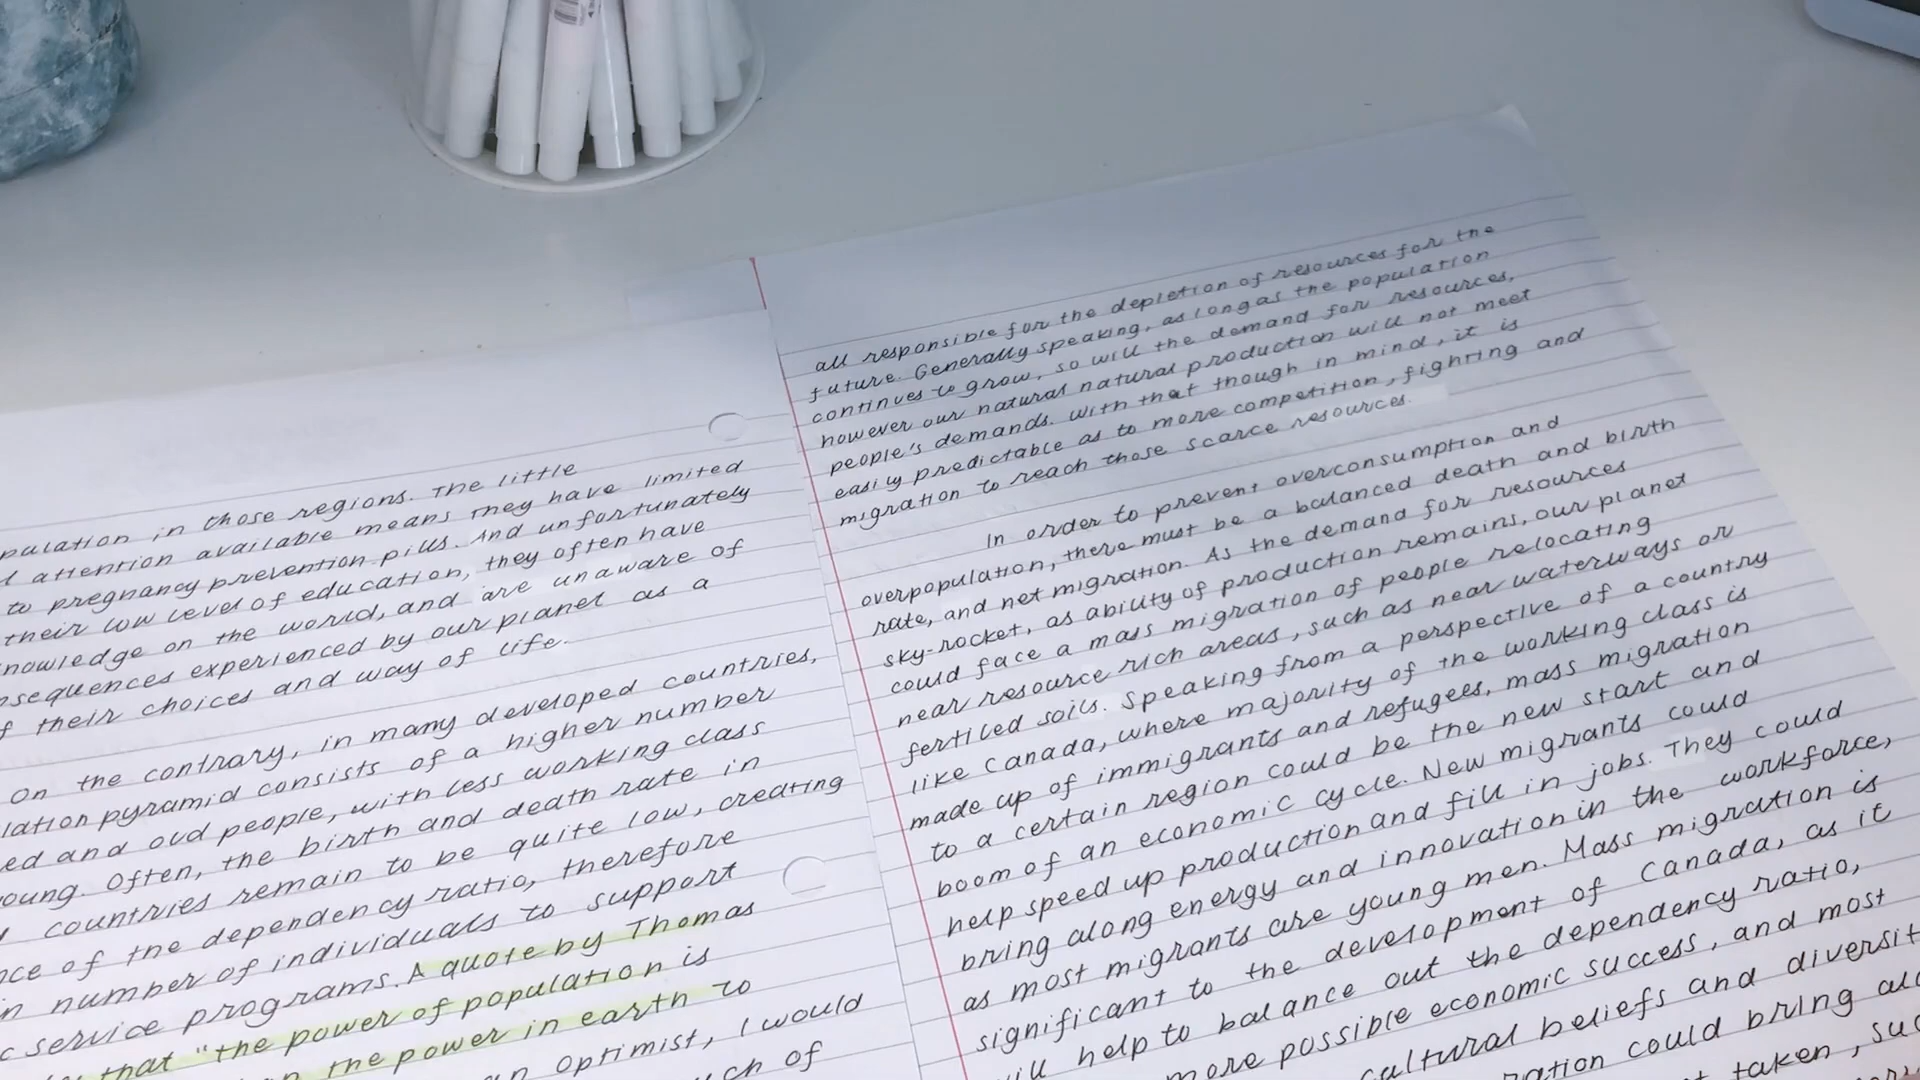 pulation in those regions. The little
attention available means they have limited
to pregnancy prevention pills. And unfortunately
their low level of education, they often have
nowledge on the world, and are unaware of
nsequences experienced by our planet as a
f their choices and way of life.
On the contrary, in many developed countries,
lation pyramid consists of a higher number
ed and old people, with less working class
oung. Often, the birth and death rate in
countries remain to be quite low, creating
nce of the dependency ratio, therefore
in number of individuals to support
c service programs. A quote by Thomas
that "the power of population is
the power in earth to
an optimist, I would
uch of
all responsible for the depletion of resources for the
future. Generally speaking, as long as the population
continues to grow, so will the demand for resources,
however our natural natural production will not meet
people's demands. With that though in mind, it is
easily predictable as to more competition, fighting and
migration to reach those scarce resources.
In order to prevent overconsumption and
overpopulation, there must be a balanced death and birth
rate, and net migration. As the demand for resources
sky-rocket, as ability of production remains, our planet
could face a mass migration of people relocating
near resource rich areas, such as near waterways or
fertiled soils. Speaking from a perspective of a country
like Canada, where majority of the working class is
made up of immigrants and refugees, mass migration
to a certain region could be the new start and
boom of an economic cycle. New migrants could
help speed up production and fill in jobs. They could
bring along energy and innovation in the workforce,
as most migrants are young men. Mass migration is
significant to the development of Canada, as it
will help to balance out the dependency ratio,
more possible economic success, and most
cultural beliefs and diversit
ration could bring alo
taken, suc